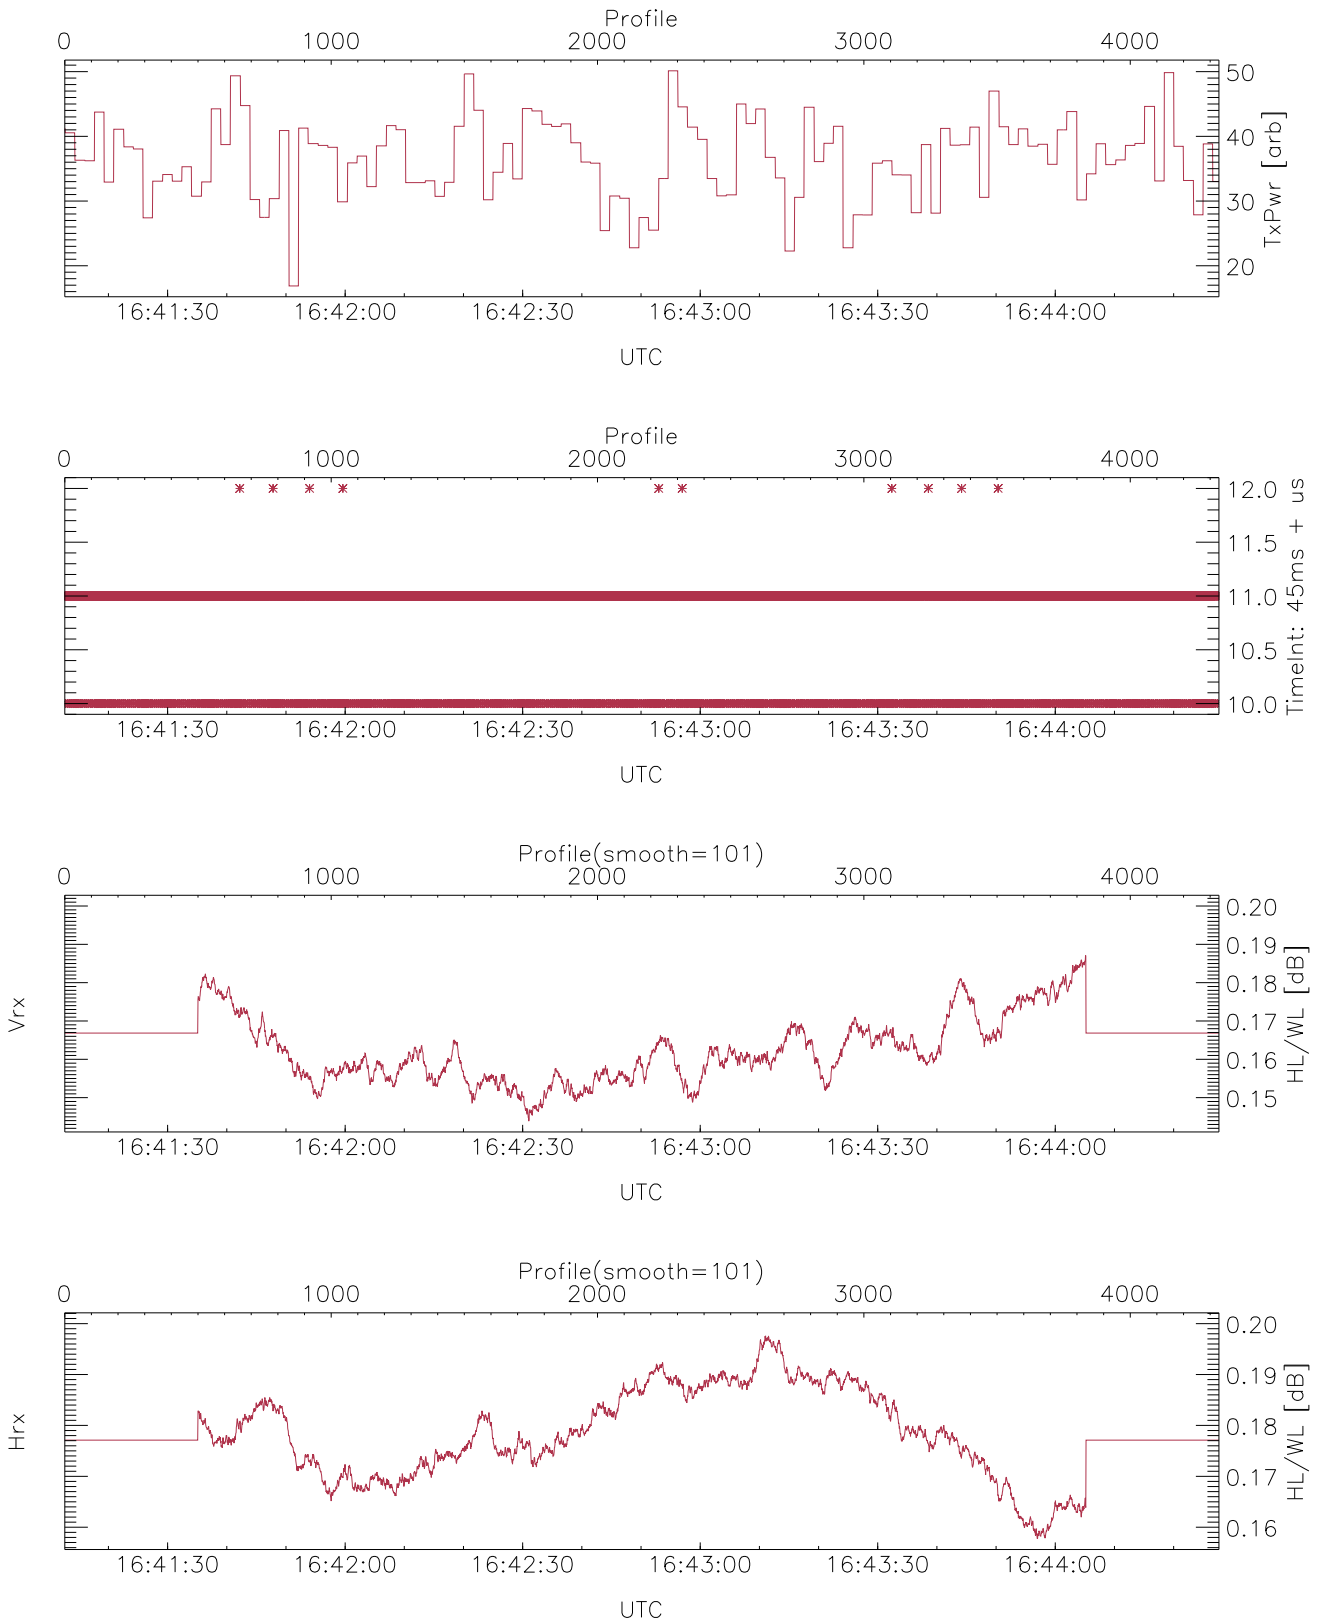 Profile
0 1000 2000 3000 4000
50
40
30
20
TxPwr [arb]
16:41:30 16:42:00 16:42:30 16:43:00 16:43:30 16:44:00
UTC
Profile
0 1000 2000 3000 4000
12.0
11.5
11.0
10.5
10.0
TimeInt: 45ms + us
16:41:30 16:42:00 16:42:30 16:43:00 16:43:30 16:44:00
UTC
Profile(smooth=101)
0 1000 2000 3000 4000
Vrx
0.20
0.19
0.18
0.17
0.16
0.15
HL/WL [dB]
16:41:30 16:42:00 16:42:30 16:43:00 16:43:30 16:44:00
UTC
Profile(smooth=101)
0 1000 2000 3000 4000
Hrx
0.20
0.19
0.18
0.17
0.16
HL/WL [dB]
16:41:30 16:42:00 16:42:30 16:43:00 16:43:30 16:44:00
UTC